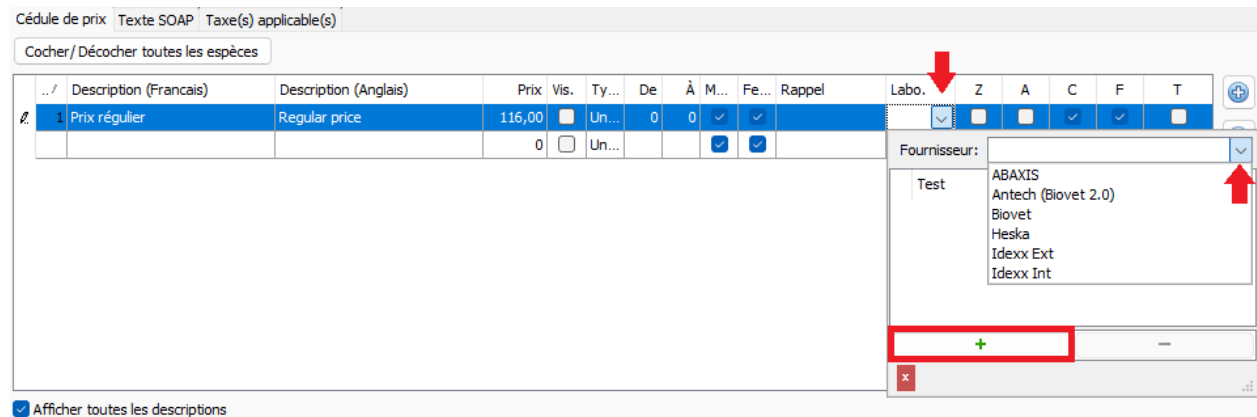 Cédule de prix Texte SOAP Taxe(s) applicable(s)
Cocher/Décocher toutes les espèces
../ Description (Francais) Description (Anglais) Prix Vis. Ty... De À M... Fe... Rappel Labo. Z A C F T
1 Prix régulier Regular price 116,00 Un... 0 0
0 Un...
Fournisseur:
Test
ABAXIS
Antech (Biovet 2.0)
Biovet
Heska
Idexx Ext
Idexx Int
+ −
x
Afficher toutes les descriptions